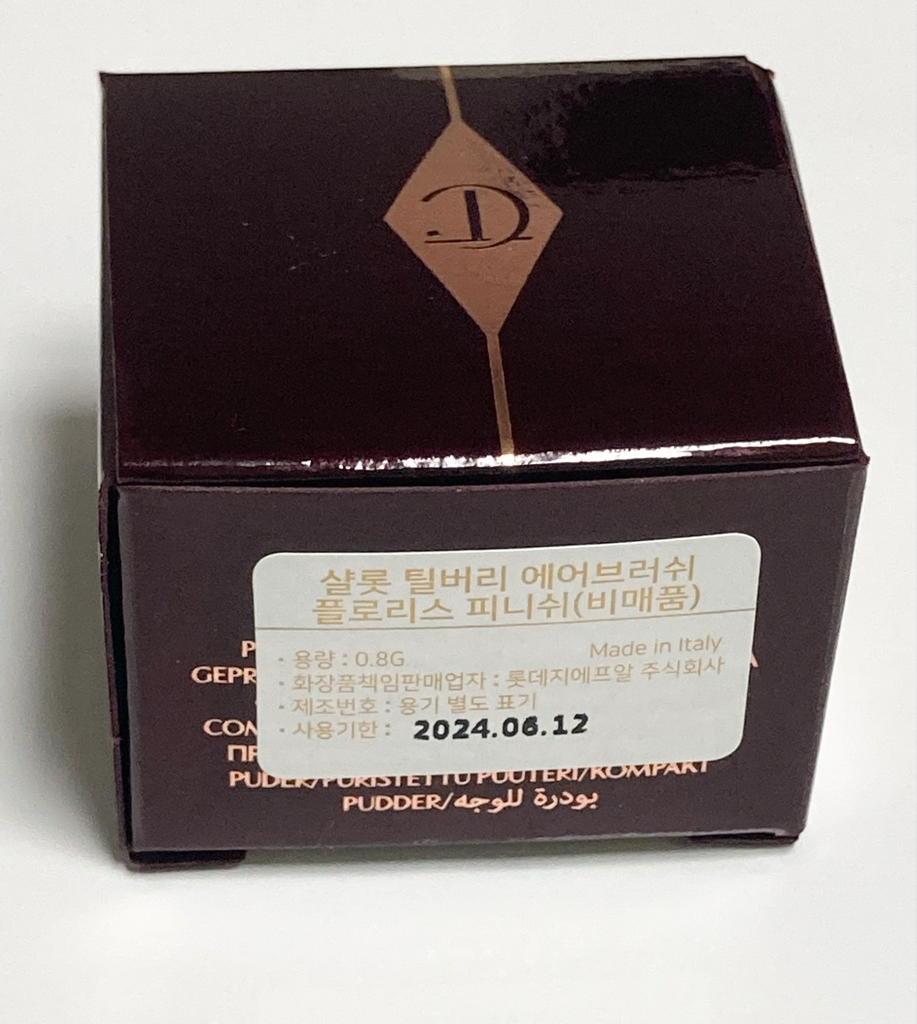 샬롯 틸버리 에어브러쉬
플로리스 피니쉬(비매품)
Made in Italy
· 용량 : 0.8G
· 화장품책임판매업자 : 롯데지에프알 주식회사
· 제조번호 : 용기 별도 표기
· 사용기한 : 2024.06.12
PUDER/PURISTETTU PUUTERI/KOMPAKT
PUDDER/بودرة للوجه